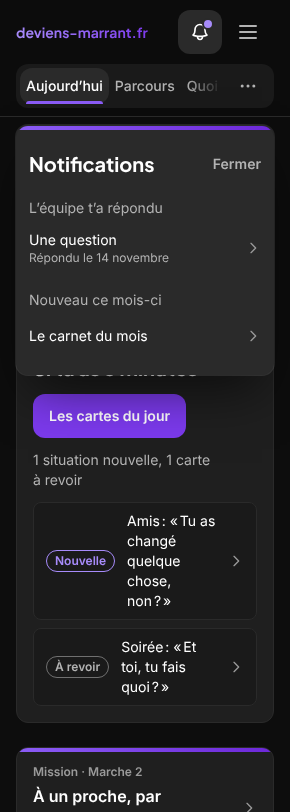 deviens-marrant.fr
Aujourd’hui Parcours Quoi
Notifications Fermer
L’équipe t’a répondu
Une question
Répondu le 14 novembre
Nouveau ce mois-ci
Le carnet du mois
Les cartes du jour
1 situation nouvelle, 1 carte
à revoir
Nouvelle
Amis : « Tu as
changé
quelque
chose,
non ? »
À revoir
Soirée : « Et
toi, tu fais
quoi ? »
Mission · Marche 2
À un proche, par